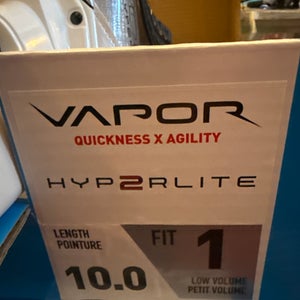 VAPOR
QUICKNESS X AGILITY
HYP2RLITE
LENGTH
POINTURE
10.0
FIT 1
LOW VOLUME
PETIT VOLUME